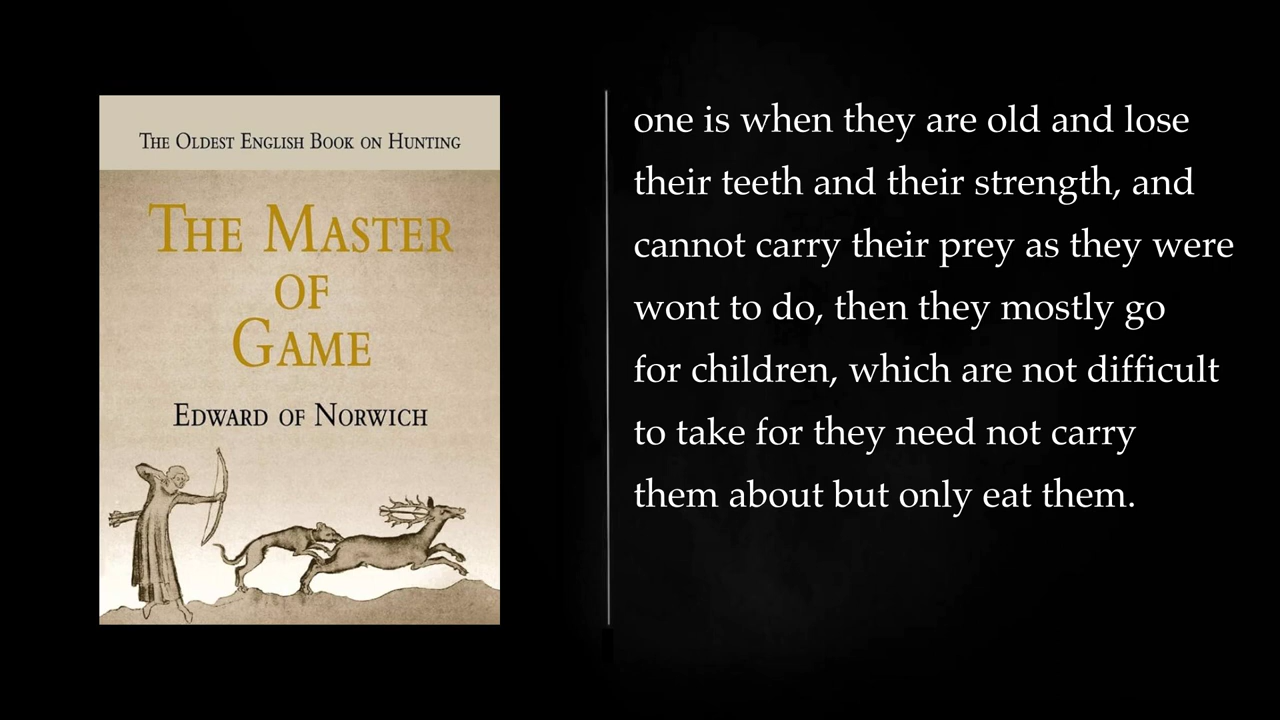 The Oldest English Book on Hunting
The Master
of
Game
Edward of Norwich
one is when they are old and lose
their teeth and their strength, and
cannot carry their prey as they were
wont to do, then they mostly go
for children, which are not difficult
to take for they need not carry
them about but only eat them.